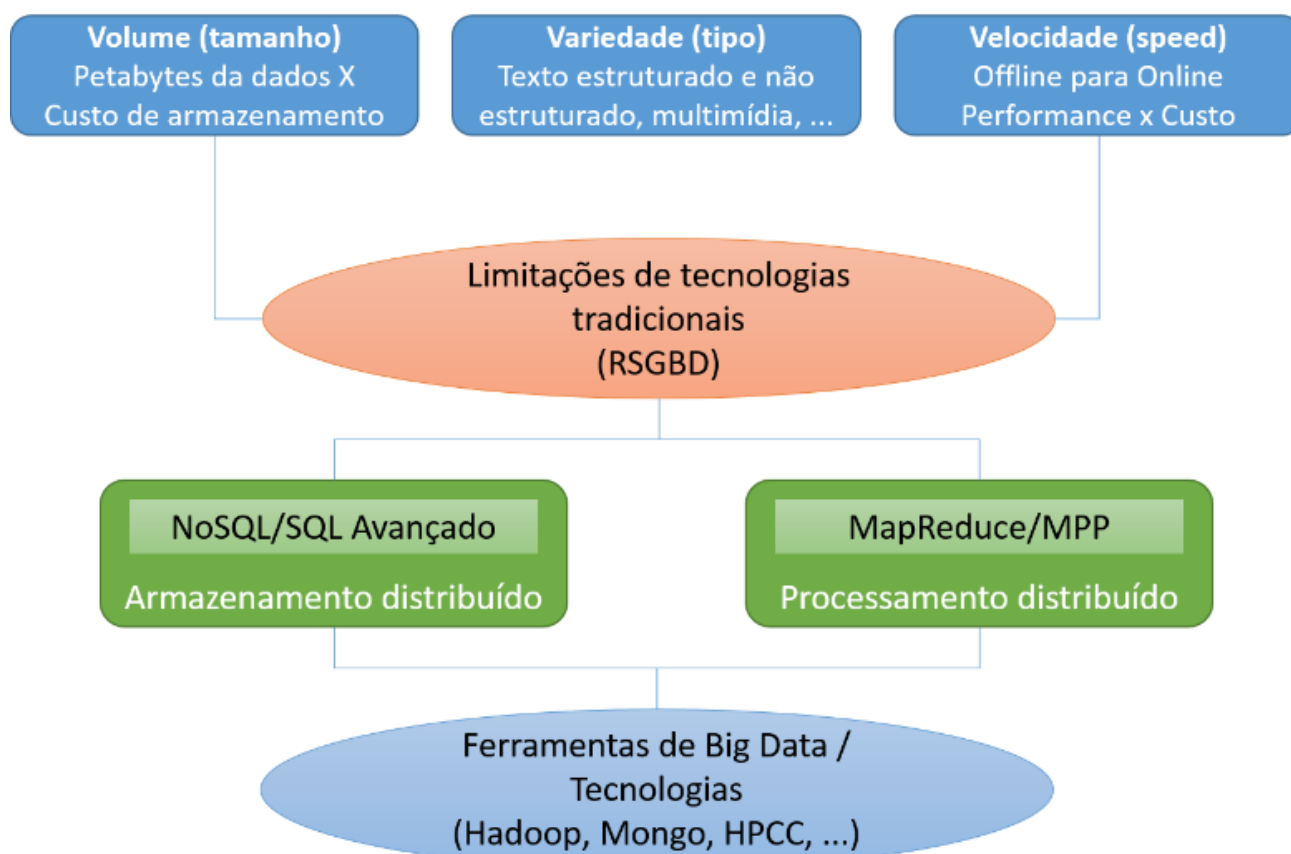 Volume (tamanho)
Petabytes da dados X
Custo de armazenamento
Variedade (tipo)
Texto estruturado e não
estruturado, multimídia, ...
Velocidade (speed)
Offline para Online
Performance x Custo
Limitações de tecnologias
tradicionais
(RSGBD)
NoSQL/SQL Avançado
Armazenamento distribuído
MapReduce/MPP
Processamento distribuído
Ferramentas de Big Data /
Tecnologias
(Hadoop, Mongo, HPCC, ...)